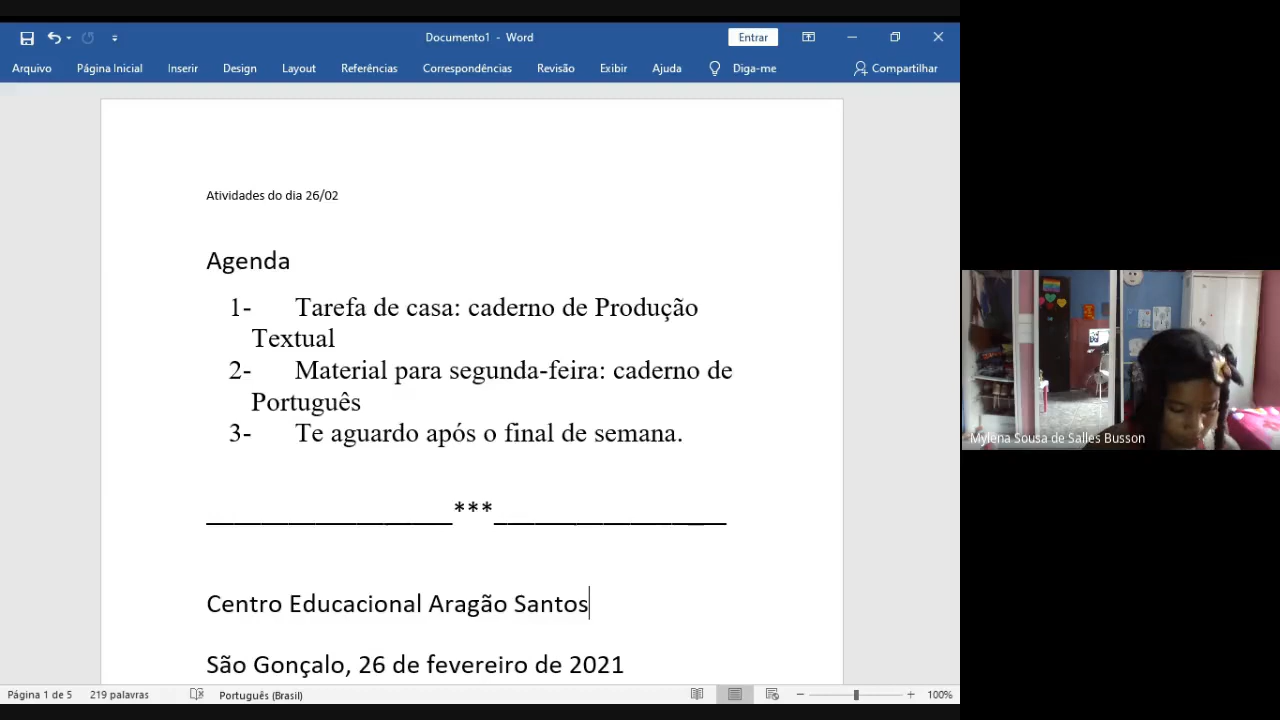 Documento1 - Word
Entrar
Arquivo Página Inicial Inserir Design Layout Referências Correspondências Revisão Exibir Ajuda Diga-me Compartilhar
Atividades do dia 26/02
Agenda
1- Tarefa de casa: caderno de Produção
Textual
2- Material para segunda-feira: caderno de
Português
3- Te aguardo após o final de semana.
__________________***_________________
Centro Educacional Aragão Santos
São Gonçalo, 26 de fevereiro de 2021
Mylena Sousa de Salles Busson
Página 1 de 5 219 palavras Português (Brasil) 100%